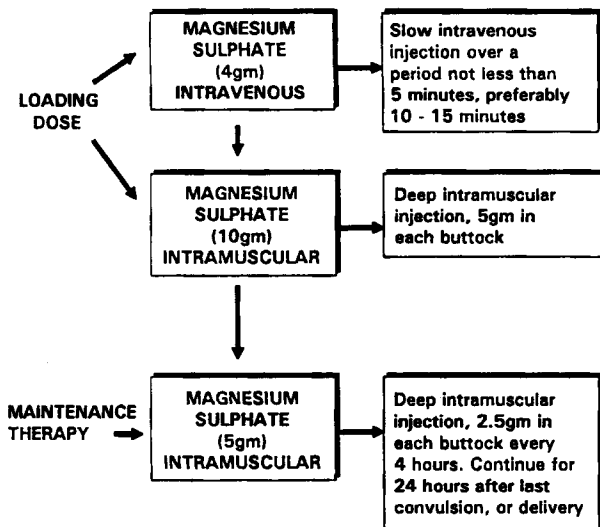 LOADING
DOSE
MAGNESIUM
SULPHATE
(4gm)
INTRAVENOUS
Slow intravenous
injection over a
period not less than
5 minutes, preferably
10 - 15 minutes
MAGNESIUM
SULPHATE
(10gm)
INTRAMUSCULAR
Deep intramuscular
injection, 5gm in
each buttock
MAINTENANCE
THERAPY
MAGNESIUM
SULPHATE
(5gm)
INTRAMUSCULAR
Deep intramuscular
injection, 2.5gm in
each buttock every
4 hours. Continue for
24 hours after last
convulsion, or delivery